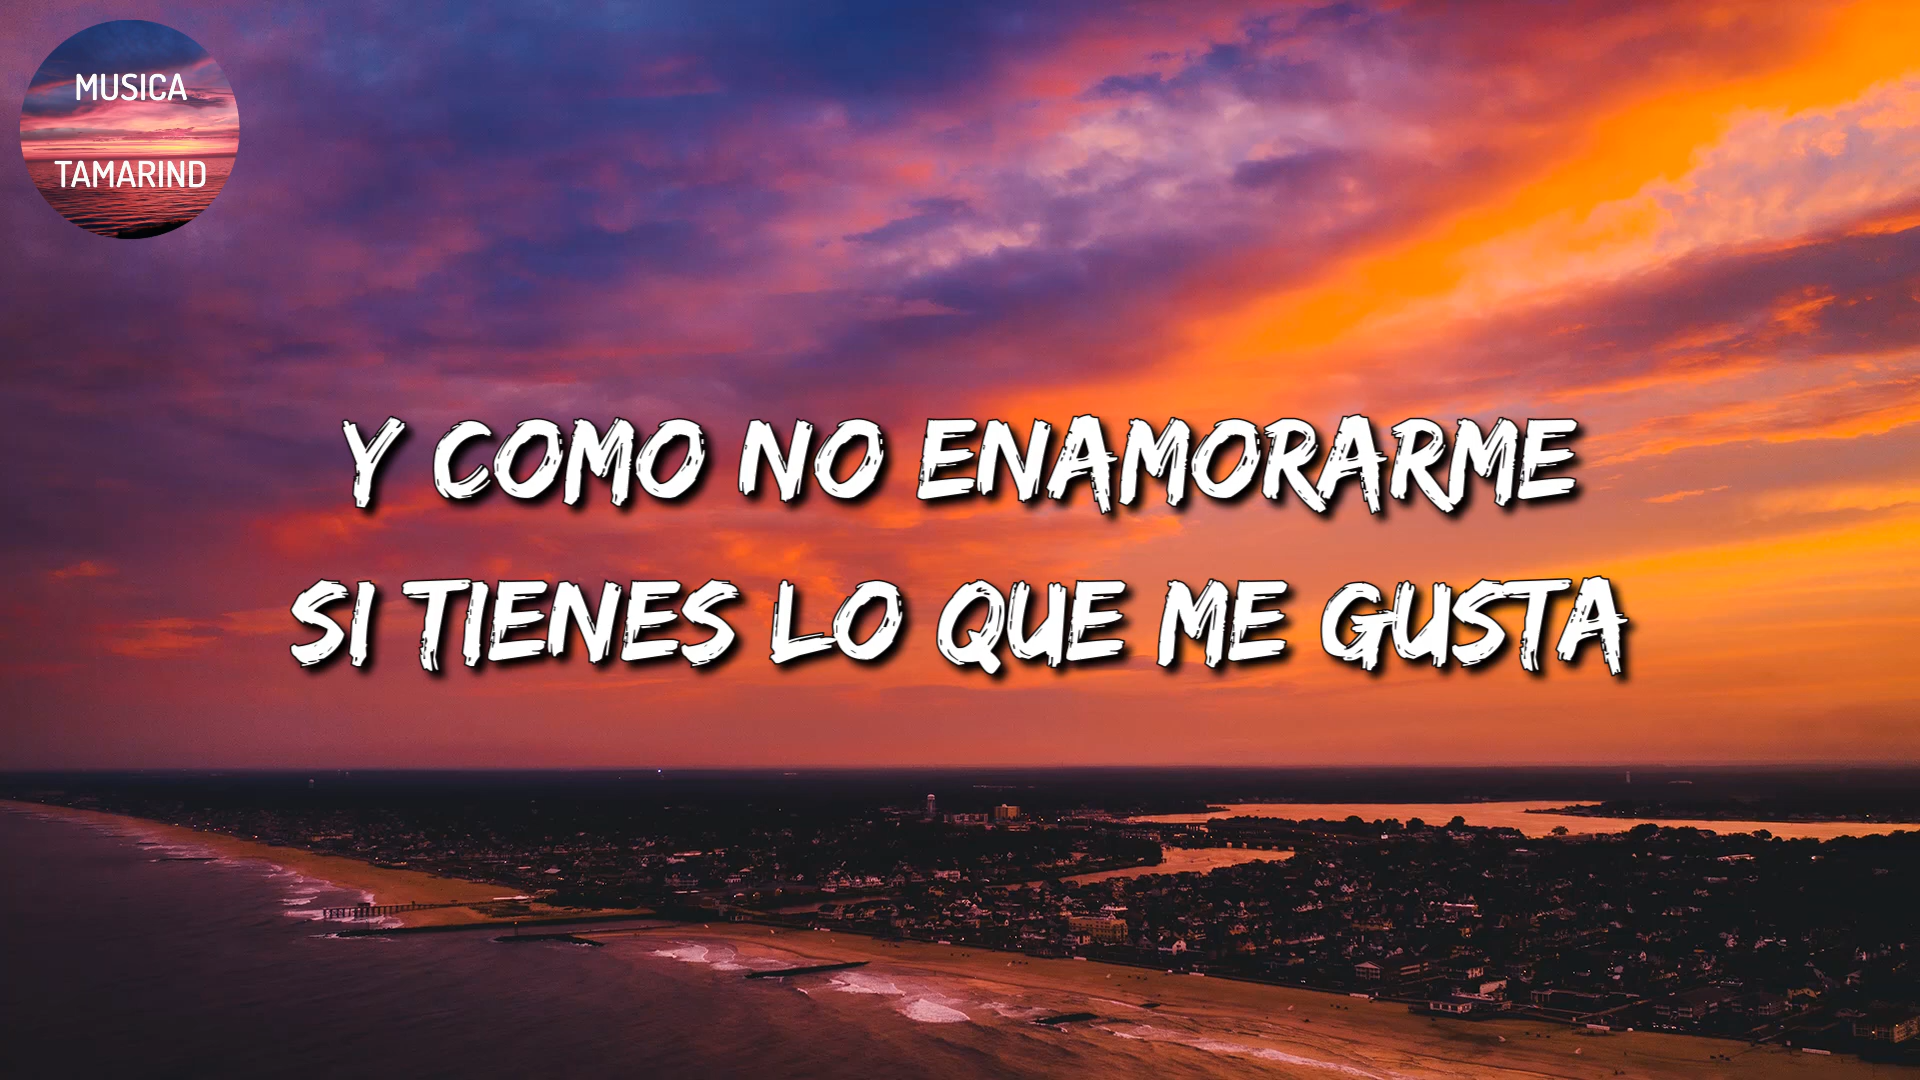 MUSICA
TAMARIND
Y COMO NO ENAMORARME
SI TIENES LO QUE ME GUSTA